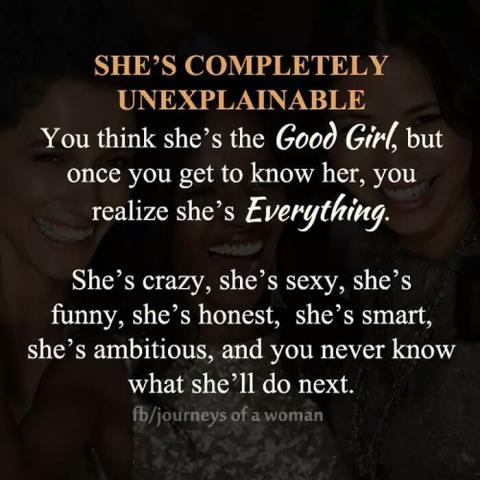 SHE'S COMPLETELY
UNEXPLAINABLE
You think she's the Good Girl, but
once you get to know her, you
realize she's Everything.
She's crazy, she's sexy, she's
funny, she's honest, she's smart,
she's ambitious, and you never know
what she'll do next.
fb/journeys of a woman